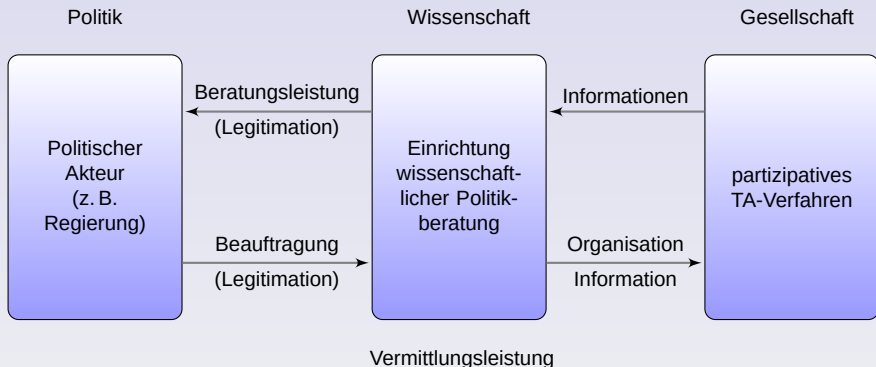 Politik
Wissenschaft
Gesellschaft
Politischer
Akteur
(z. B.
Regierung)
Beratungsleistung
(Legitimation)
Beauftragung
(Legitimation)
Einrichtung
wissenschaft-
licher Politik-
beratung
Informationen
Organisation
Information
partizipatives
TA-Verfahren
Vermittlungsleistung